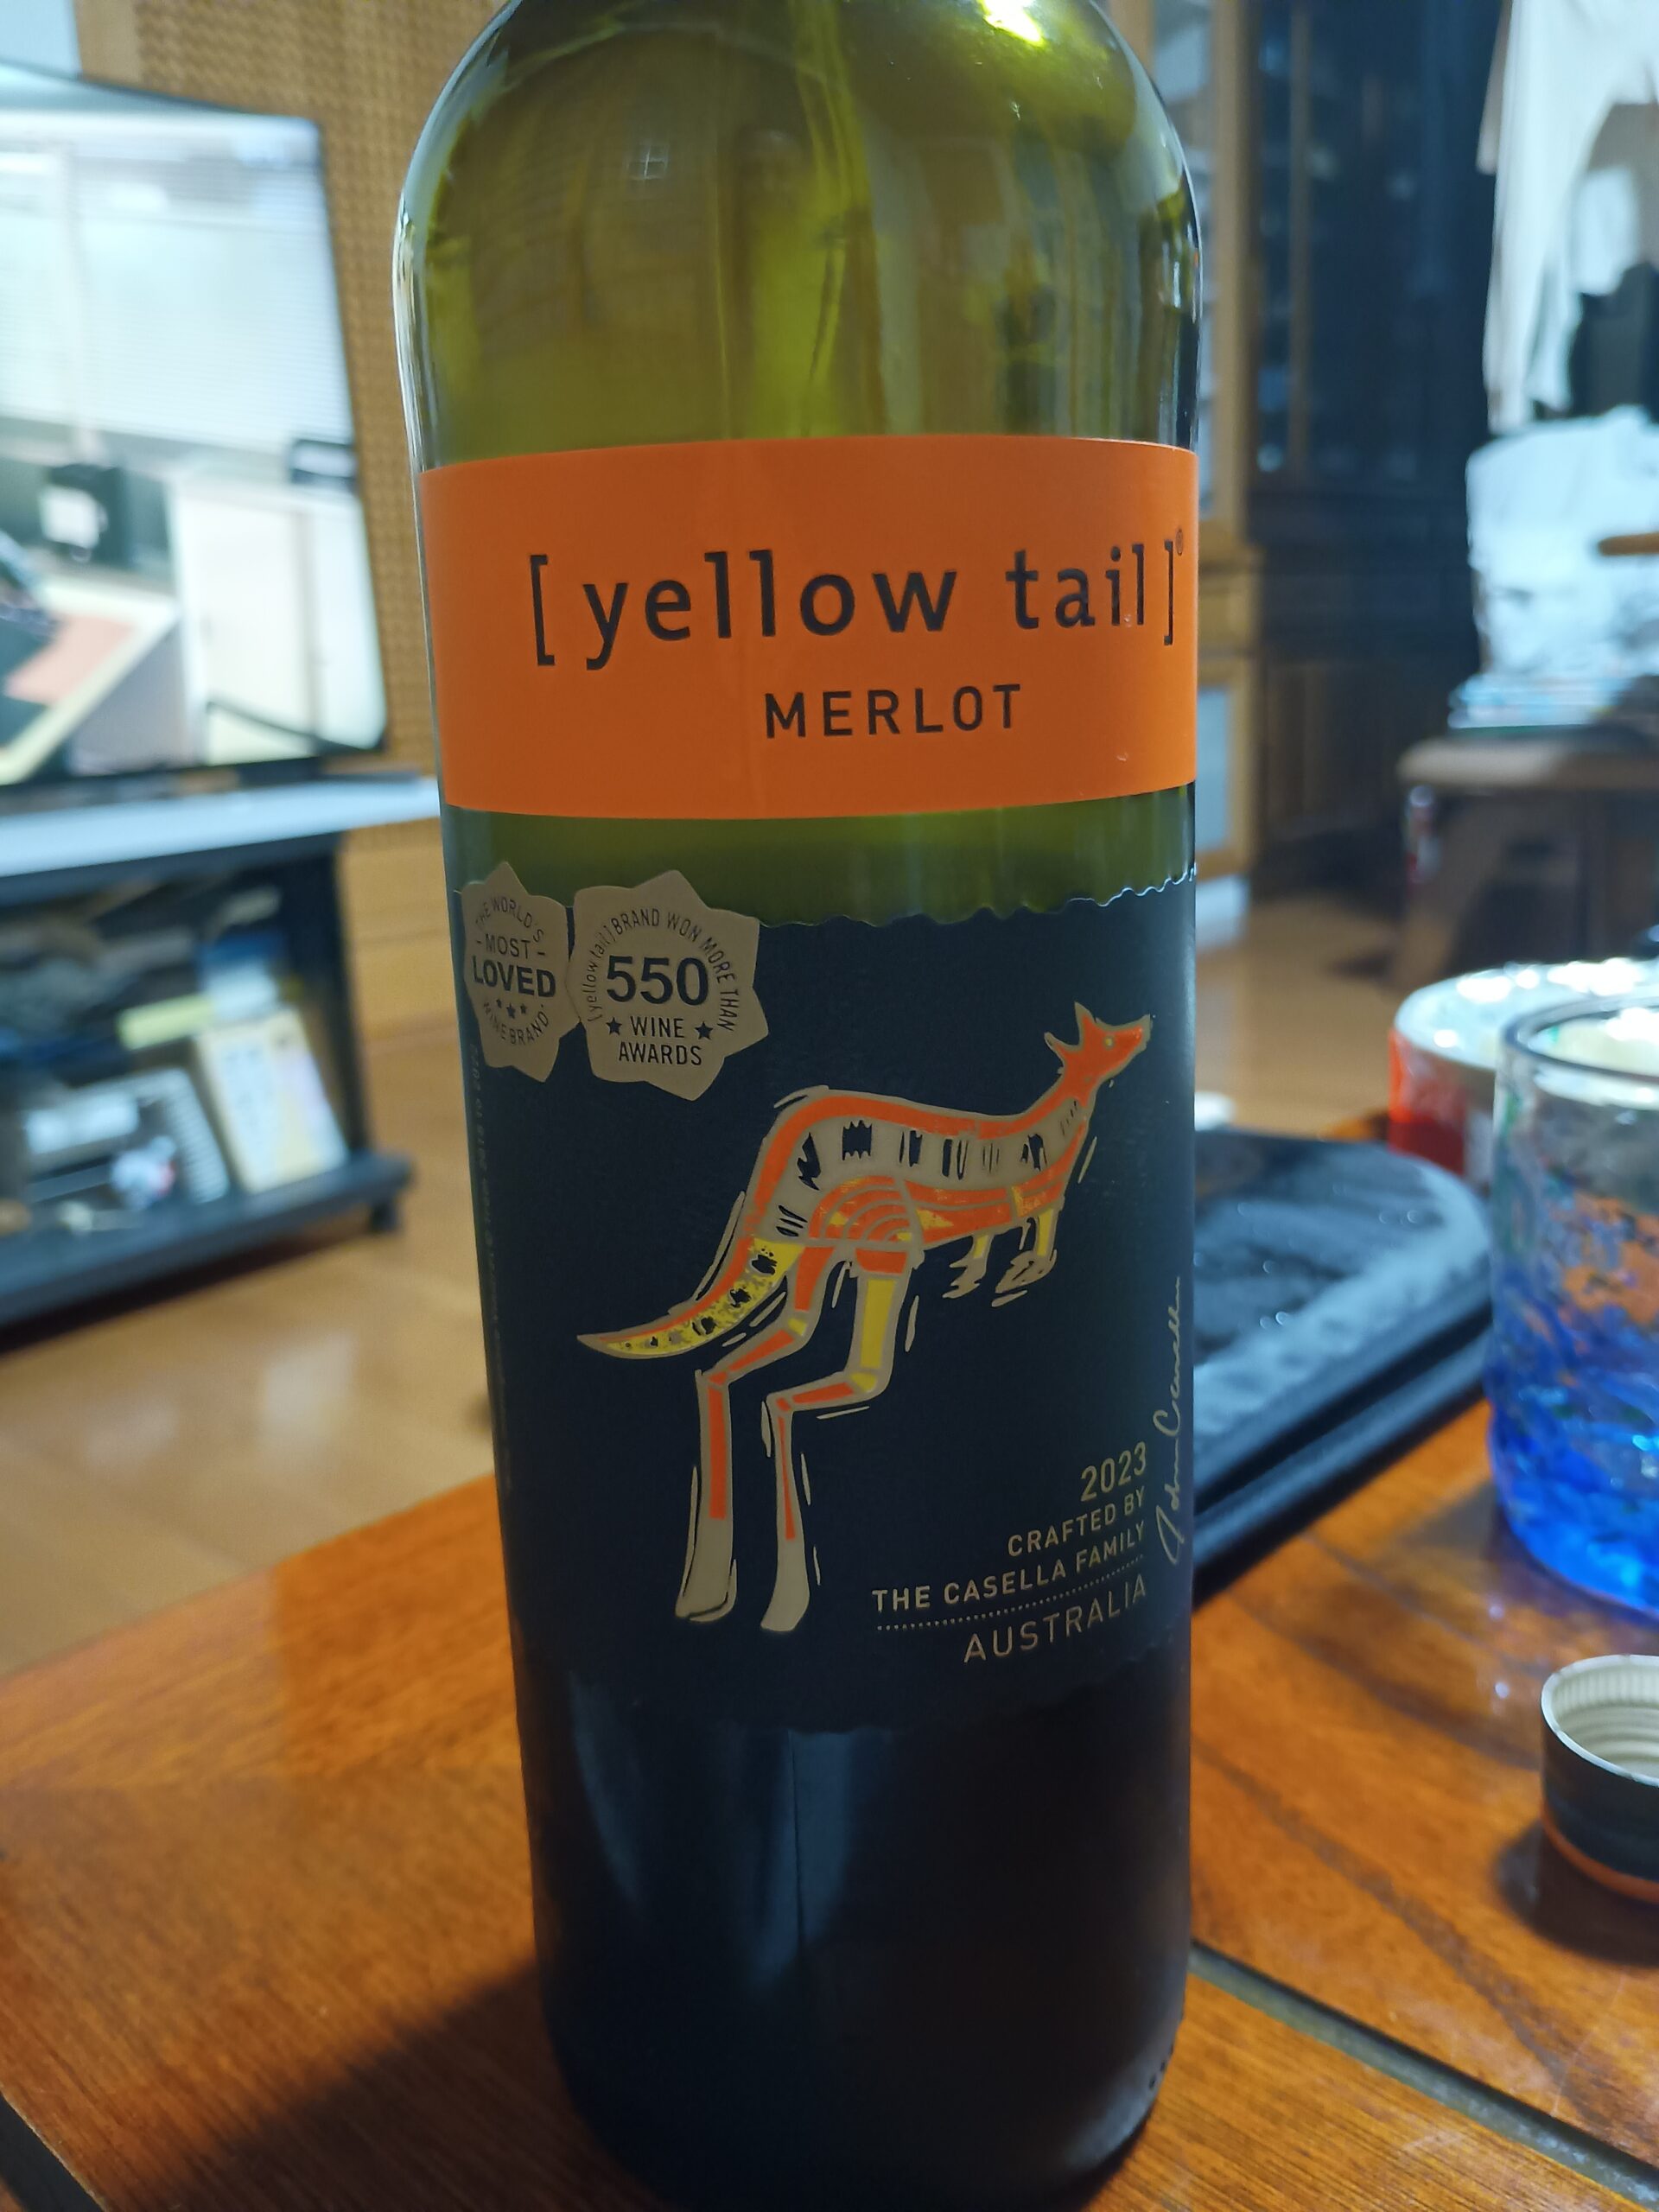 [ yellow tail ]®
MERLOT
THE WORLD'S
-MOST-
LOVED
WINE BRAND
[yellow tail] BRAND WON MORE THAN
550
WINE
AWARDS
2023
CRAFTED BY
THE CASELLA FAMILY
AUSTRALIA